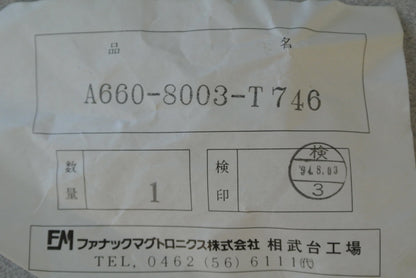 品 名
A660-8003-T746
数量 1 検印 検 '94.8.03 3
FM ファナックマグトロニクス株式会社 相武台工場
TEL. 0462 (56) 6111 (代)